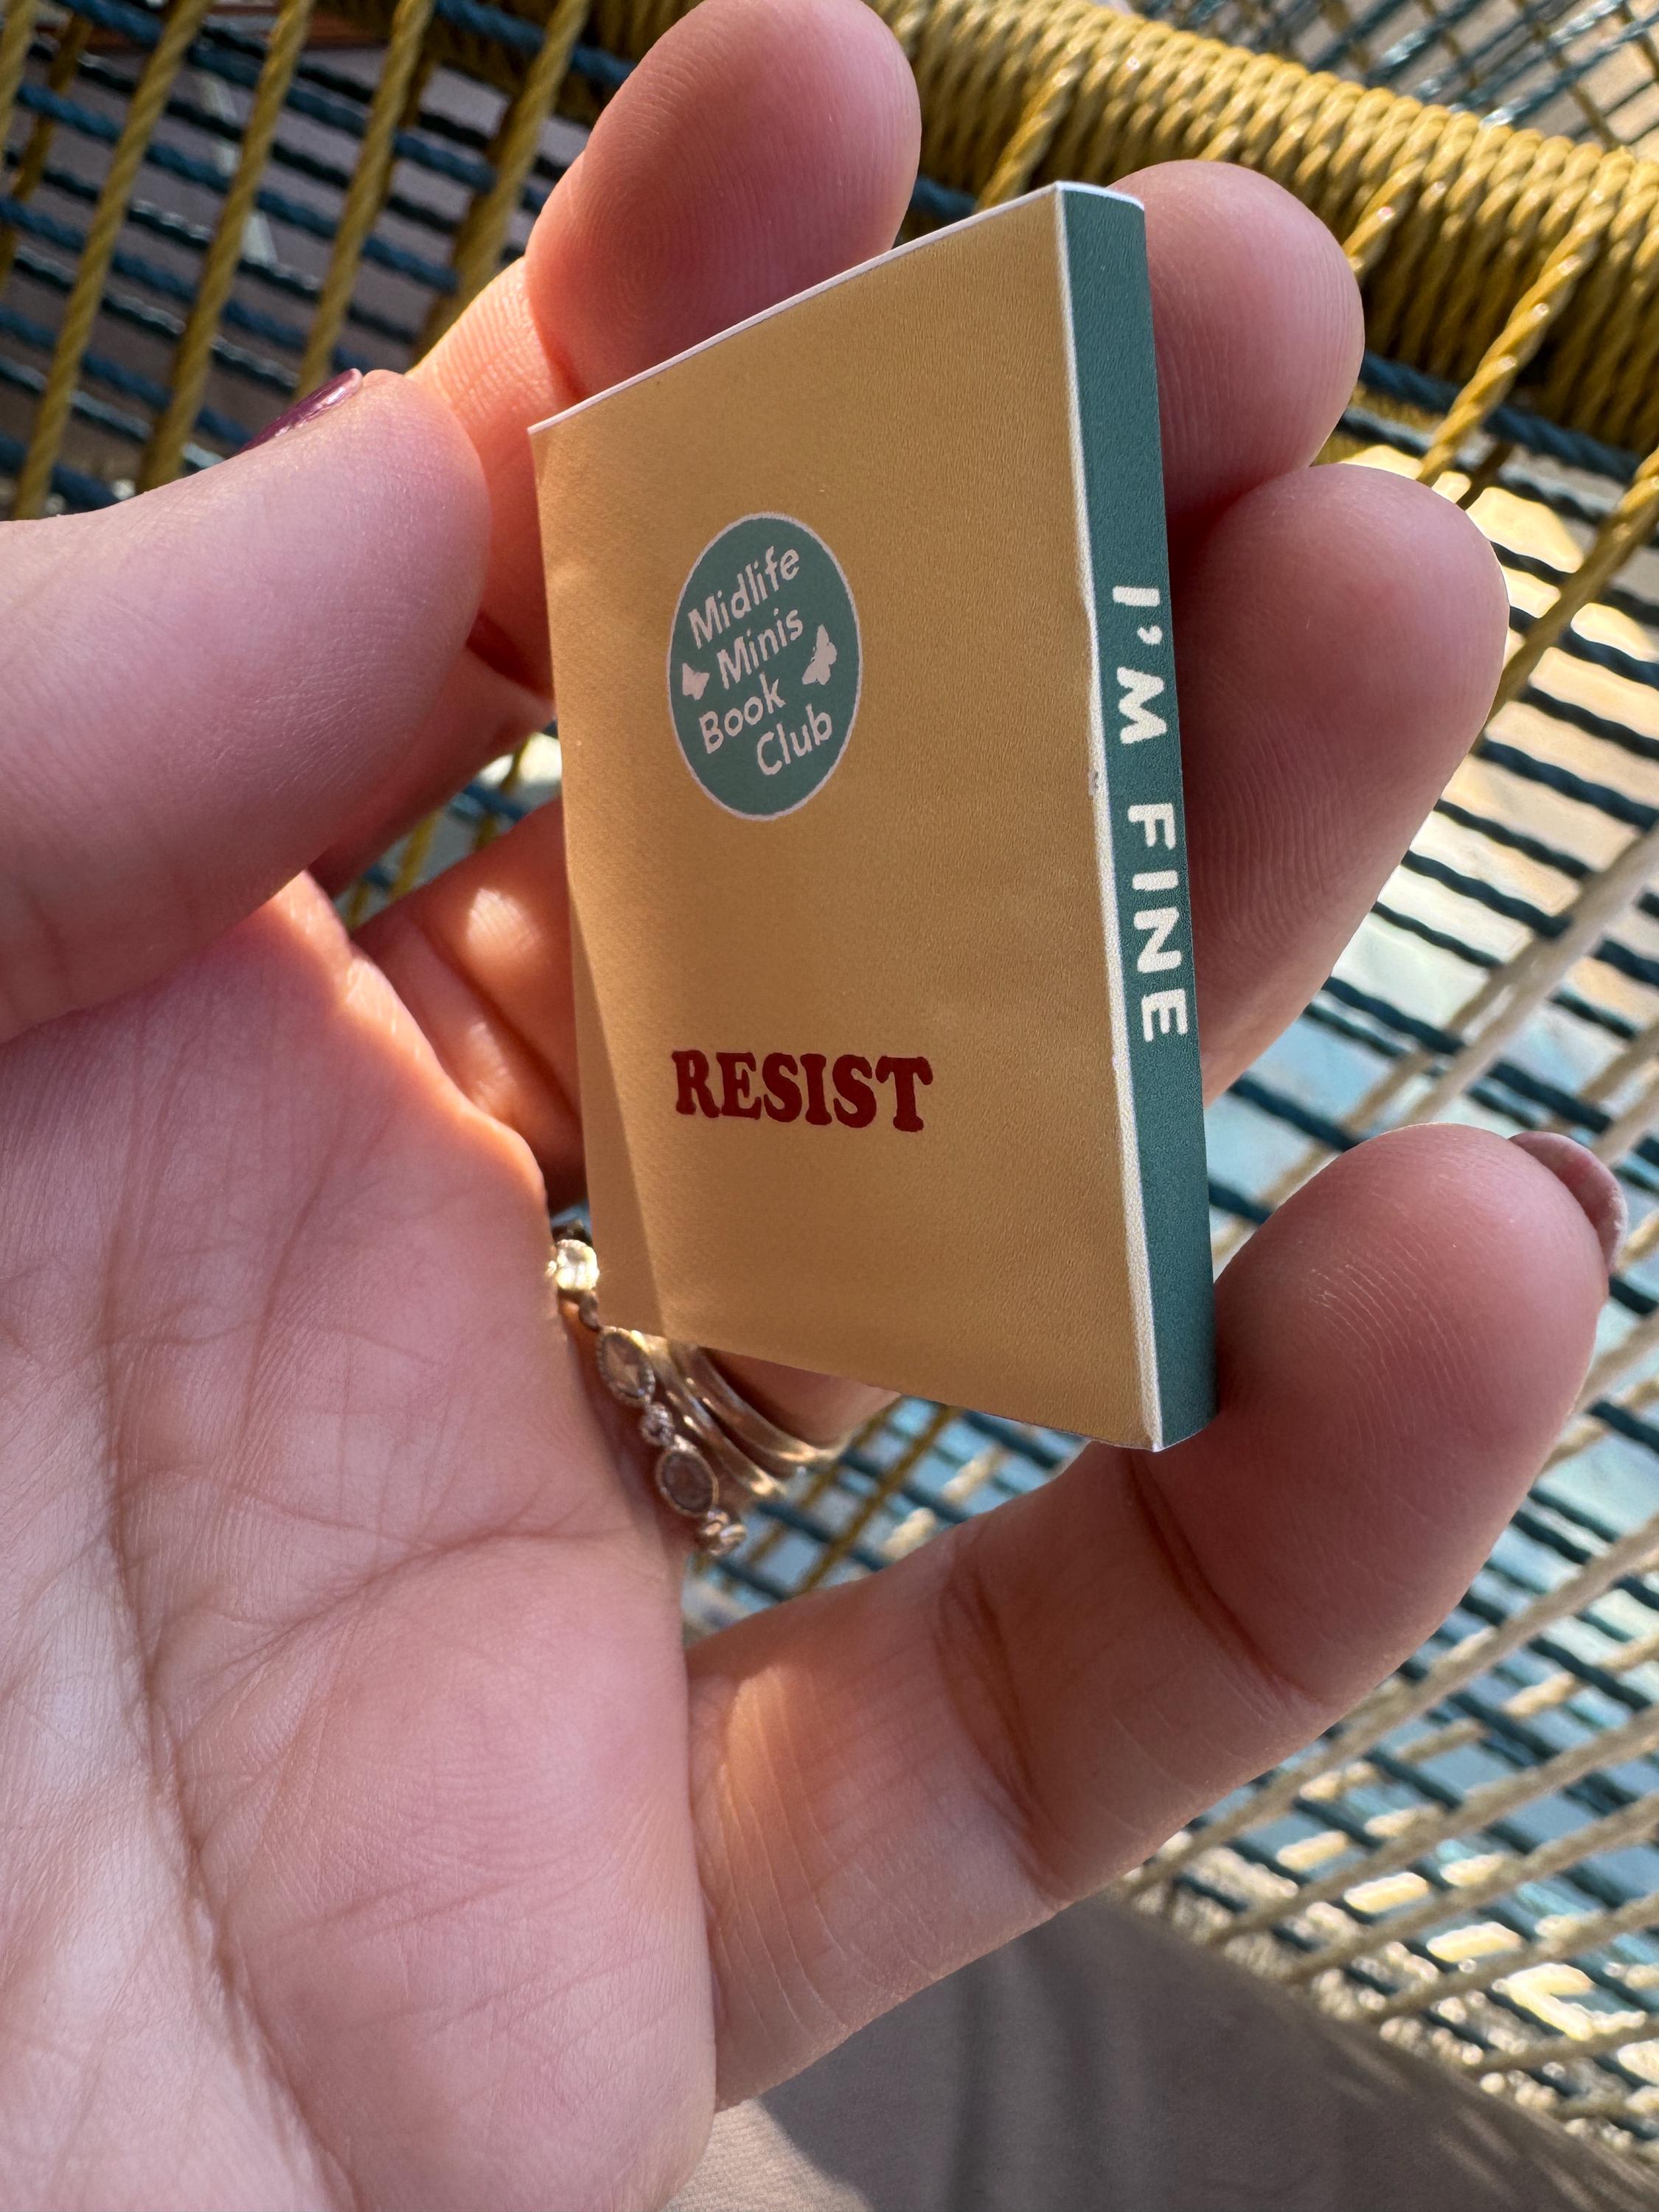 Midlife
Minis
Book
Club
RESIST
I'M FINE